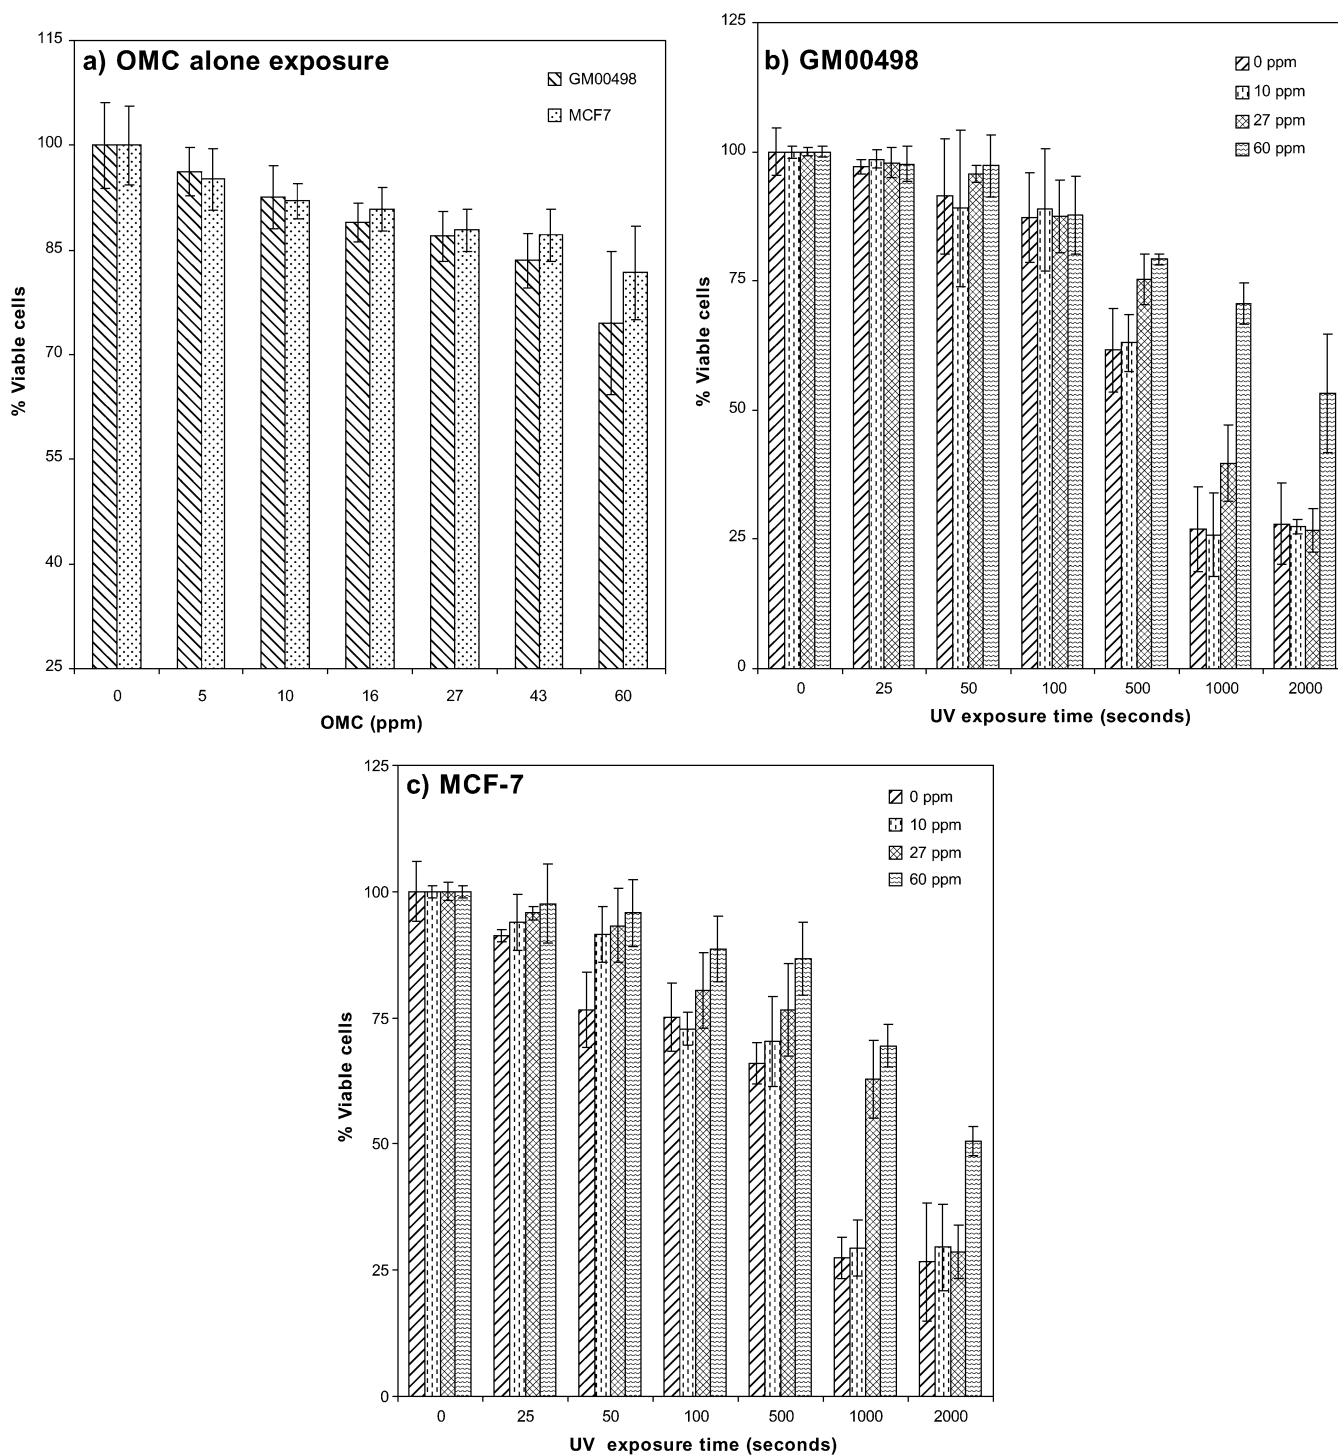 a) OMC alone exposure
GM00498
MCF7
115
100
85
70
55
40
25
% Viable cells
0 5 10 16 27 43 60
OMC (ppm)
b) GM00498
0 ppm
10 ppm
27 ppm
60 ppm
125
100
75
50
25
0
% Viable cells
0 25 50 100 500 1000 2000
UV exposure time (seconds)
c) MCF-7
0 ppm
10 ppm
27 ppm
60 ppm
125
100
75
50
25
0
% Viable cells
0 25 50 100 500 1000 2000
UV exposure time (seconds)